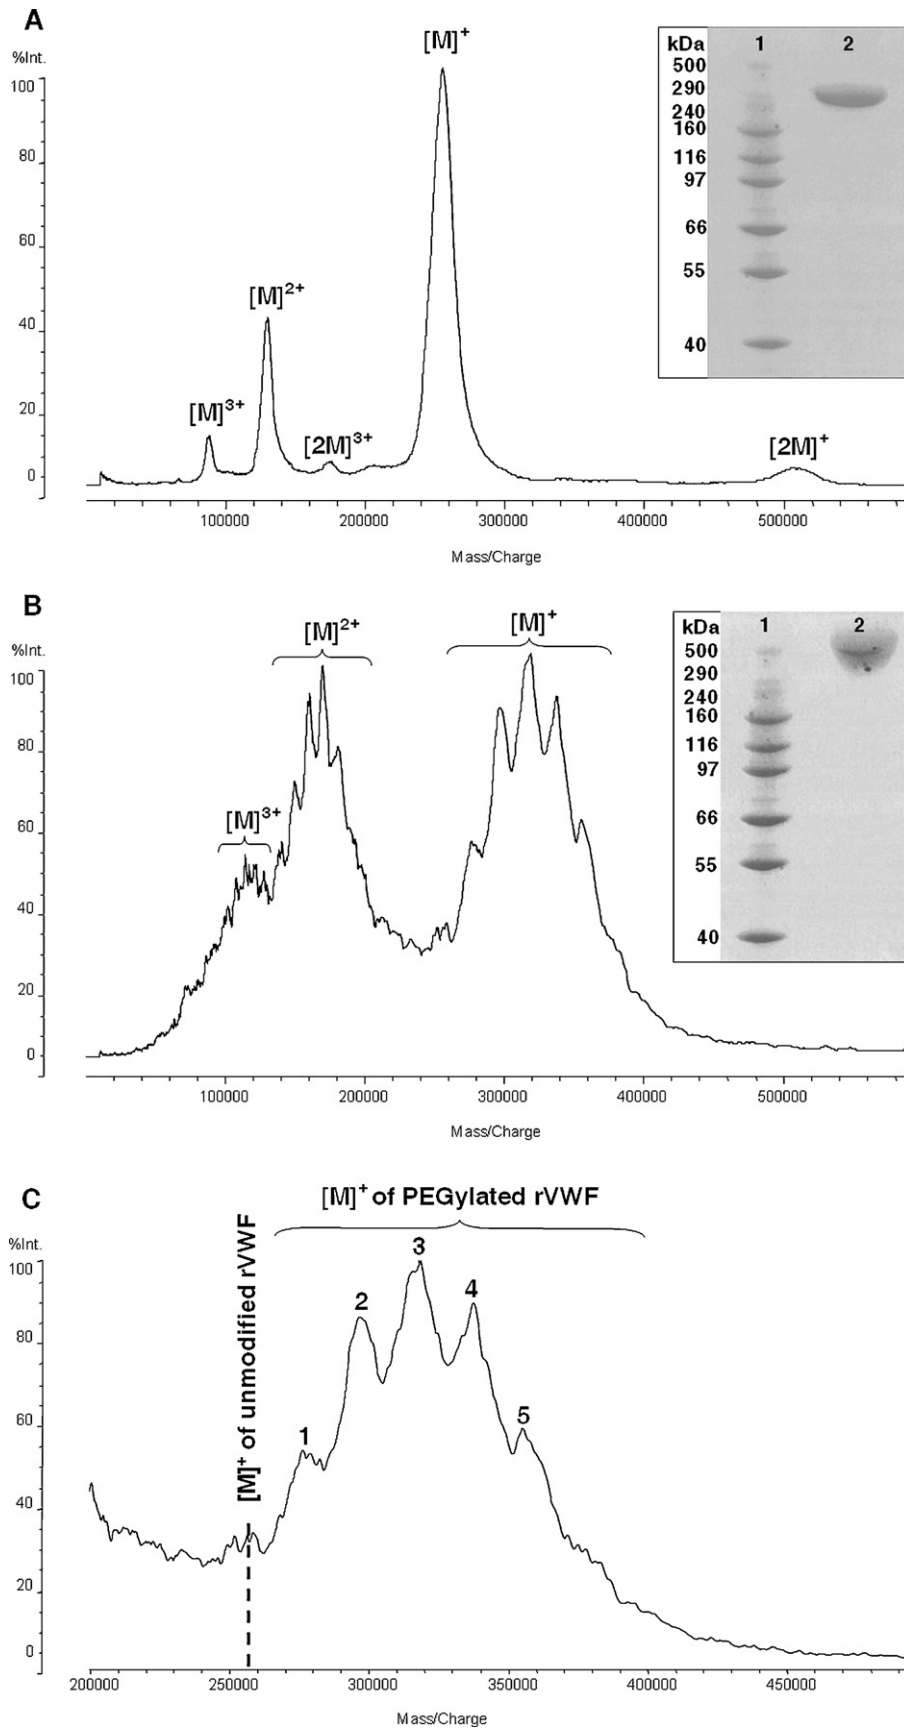 A
%Int.
100
80
60
40
20
0
[M]3+
[M]2+
[2M]3+
[M]+
[2M]+
100000 200000 300000 400000 500000
Mass/Charge
kDa 1 2
500
290
240
160
116
97
66
55
40
B
%Int.
100
80
60
40
20
0
[M]3+
[M]2+
[M]+
100000 200000 300000 400000 500000
Mass/Charge
kDa 1 2
500
290
240
160
116
97
66
55
40
C
[M]+ of PEGylated rVWF
%Int.
100
80
60
40
20
0
[M]+ of unmodified rVWF
1
2
3
4
5
200000 250000 300000 350000 400000 450000
Mass/Charge